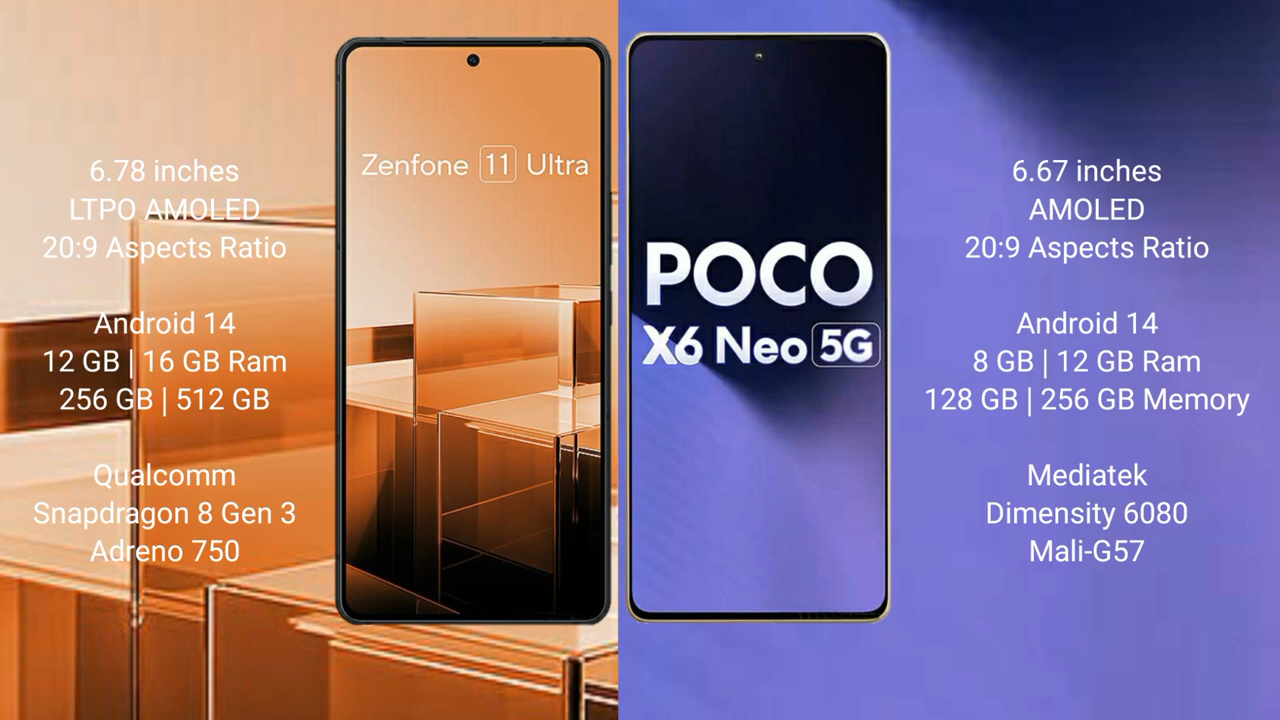 6.78 inches
LTPO AMOLED
20:9 Aspects Ratio
Android 14
12 GB | 16 GB Ram
256 GB | 512 GB
Qualcomm
Snapdragon 8 Gen 3
Adreno 750
Zenfone 11 Ultra
POCO
X6 Neo 5G
6.67 inches
AMOLED
20:9 Aspects Ratio
Android 14
8 GB | 12 GB Ram
128 GB | 256 GB Memory
Mediatek
Dimensity 6080
Mali-G57